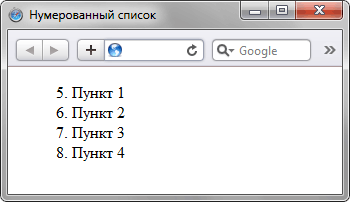 Нумерованный список
Google
5. Пункт 1
6. Пункт 2
7. Пункт 3
8. Пункт 4